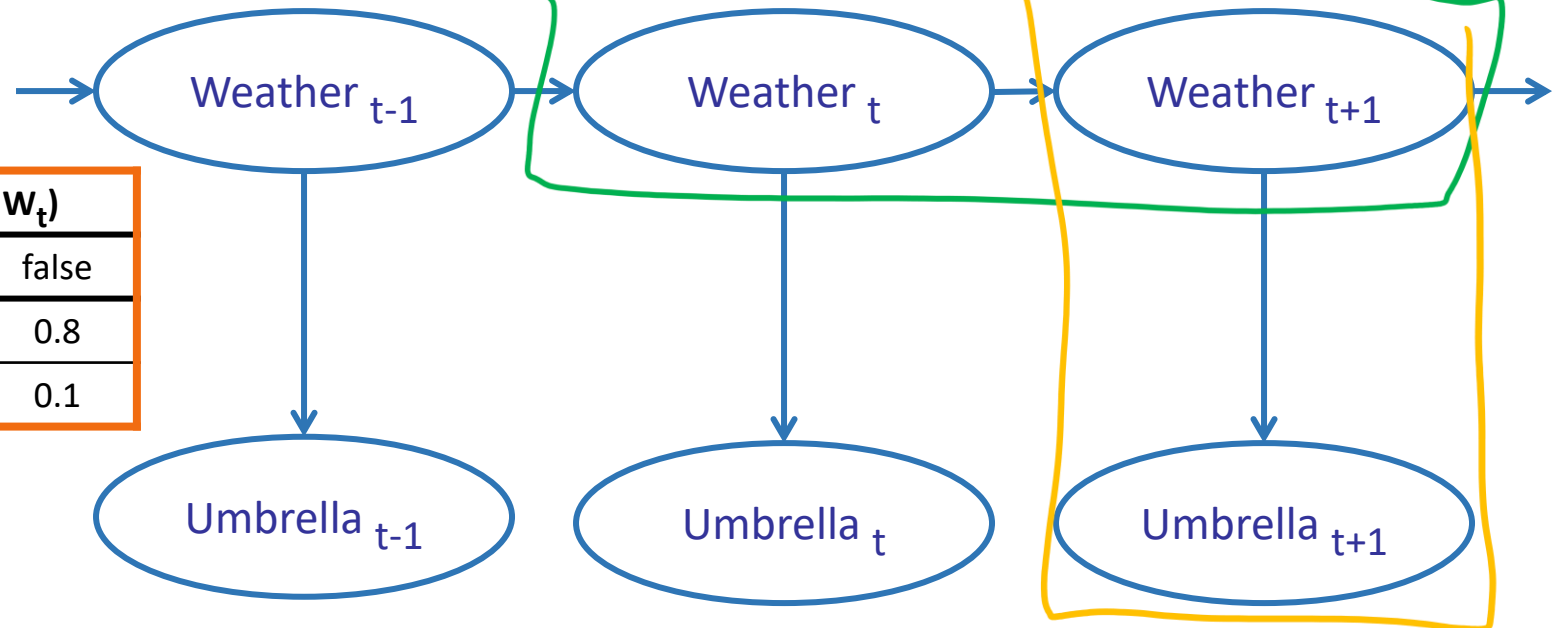 Weather t-1
Weather t
Weather t+1
Wt)
false
0.8
0.1
Umbrella t-1
Umbrella t
Umbrella t+1